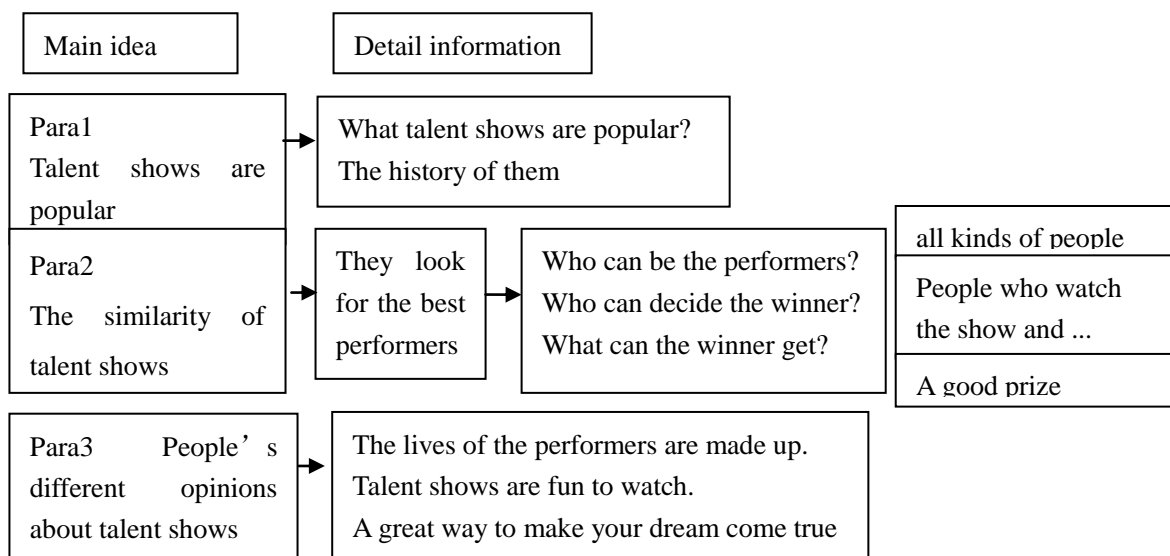 Main idea
Detail information
Para1
Talent shows are
popular
What talent shows are popular?
The history of them
Para2
The similarity of
talent shows
They look
for the best
performers
Who can be the performers?
Who can decide the winner?
What can the winner get?
all kinds of people
People who watch
the show and ...
A good prize
Para3 People’s
different opinions
about talent shows
The lives of the performers are made up.
Talent shows are fun to watch.
A great way to make your dream come true